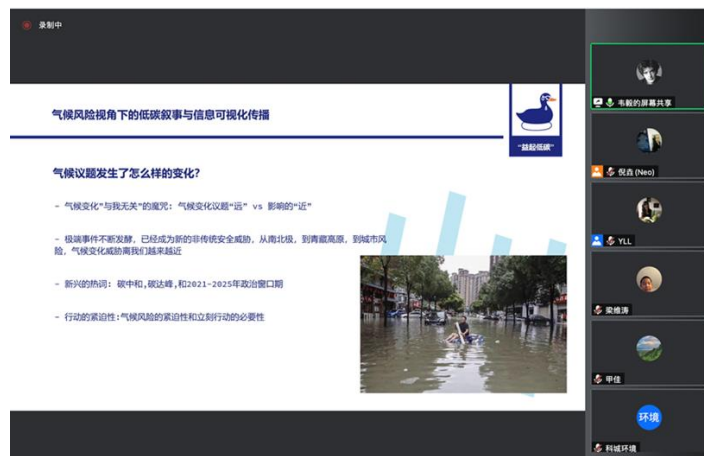 录制中
气候风险视角下的低碳叙事与信息可视化传播
“益起低碳”
气候议题发生了怎么样的变化?
- 气候变化“与我无关”的魔咒: 气候变化议题“远” vs 影响的“近”
- 极端事件不断发酵, 已经成为新的非传统安全威胁, 从南北极, 到青藏高原, 到城市风
险, 气候变化威胁离我们越来越近
- 新兴的热词: 碳中和,碳达峰,和2021-2025年政治窗口期
- 行动的紧迫性:气候风险的紧迫性和立刻行动的必要性
韦毅的屏幕共享
倪垚 (Neo)
YLL
梁维涛
甲佳
环境
科城环境